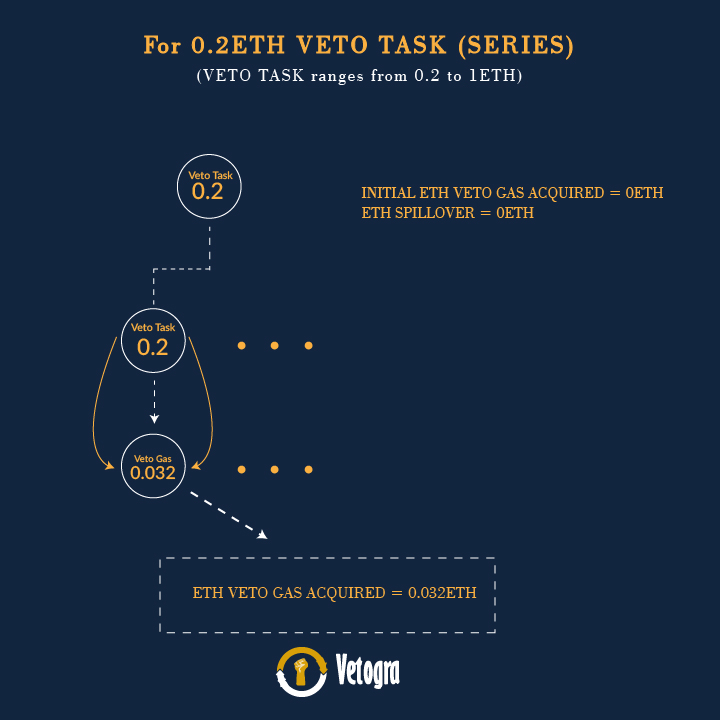 For 0.2ETH VETO TASK (SERIES)
(VETO TASK ranges from 0.2 to 1ETH)
Veto Task
0.2
INITIAL ETH VETO GAS ACQUIRED = 0ETH
ETH SPILLOVER = 0ETH
Veto Task
0.2
Veto Gas
0.032
ETH VETO GAS ACQUIRED = 0.032ETH
Vetogra